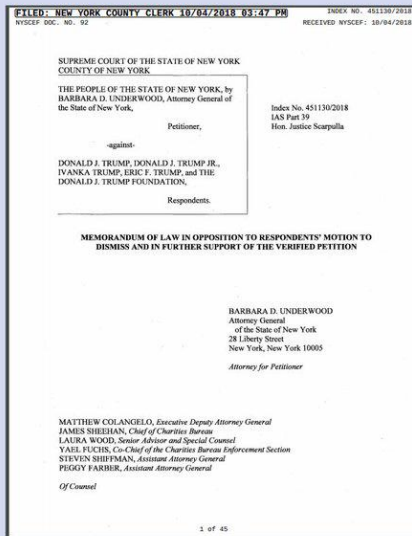 FILED: NEW YORK COUNTY CLERK 10/04/2018 03:47 PM
INDEX NO. 451130/2018
NYSCEF DOC. NO. 92
RECEIVED NYSCEF: 10/04/2018
SUPREME COURT OF THE STATE OF NEW YORK
COUNTY OF NEW YORK
THE PEOPLE OF THE STATE OF NEW YORK, by
BARBARA D. UNDERWOOD, Attorney General of
the State of New York,
Petitioner,
-against-
DONALD J. TRUMP, DONALD J. TRUMP JR.,
IVANKA TRUMP, ERIC F. TRUMP, and THE
DONALD J. TRUMP FOUNDATION,
Respondents.
Index No. 451130/2018
IAS Part 39
Hon. Justice Scarpulla
MEMORANDUM OF LAW IN OPPOSITION TO RESPONDENTS' MOTION TO
DISMISS AND IN FURTHER SUPPORT OF THE VERIFIED PETITION
BARBARA D. UNDERWOOD
Attorney General
of the State of New York
28 Liberty Street
New York, New York 10005
Attorney for Petitioner
MATTHEW COLANGELO, Executive Deputy Attorney General
JAMES SHEEHAN, Chief of Charities Bureau
LAURA WOOD, Senior Advisor and Special Counsel
YAEL FUCHS, Co-Chief of the Charities Bureau Enforcement Section
STEVEN SHIFFMAN, Assistant Attorney General
PEGGY FARBER, Assistant Attorney General
Of Counsel
1 of 45